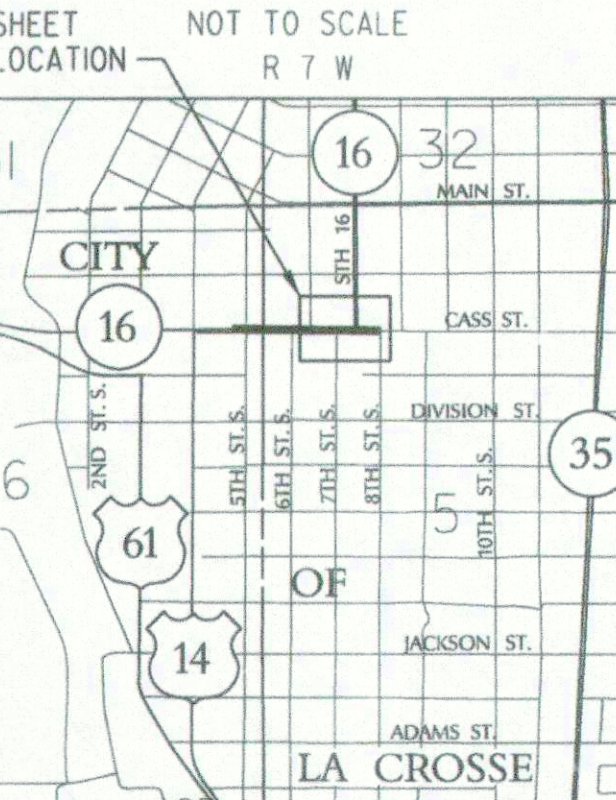 SHEET
LOCATION
NOT TO SCALE
R 7 W
16
32
MAIN ST.
STH 16
CITY
16
CASS ST.
2ND ST. S.
5TH ST. S.
6TH ST. S.
7TH ST. S.
8TH ST. S.
DIVISION ST.
35
10TH ST. S.
6
5
61
OF
14
JACKSON ST.
ADAMS ST.
LA CROSSE